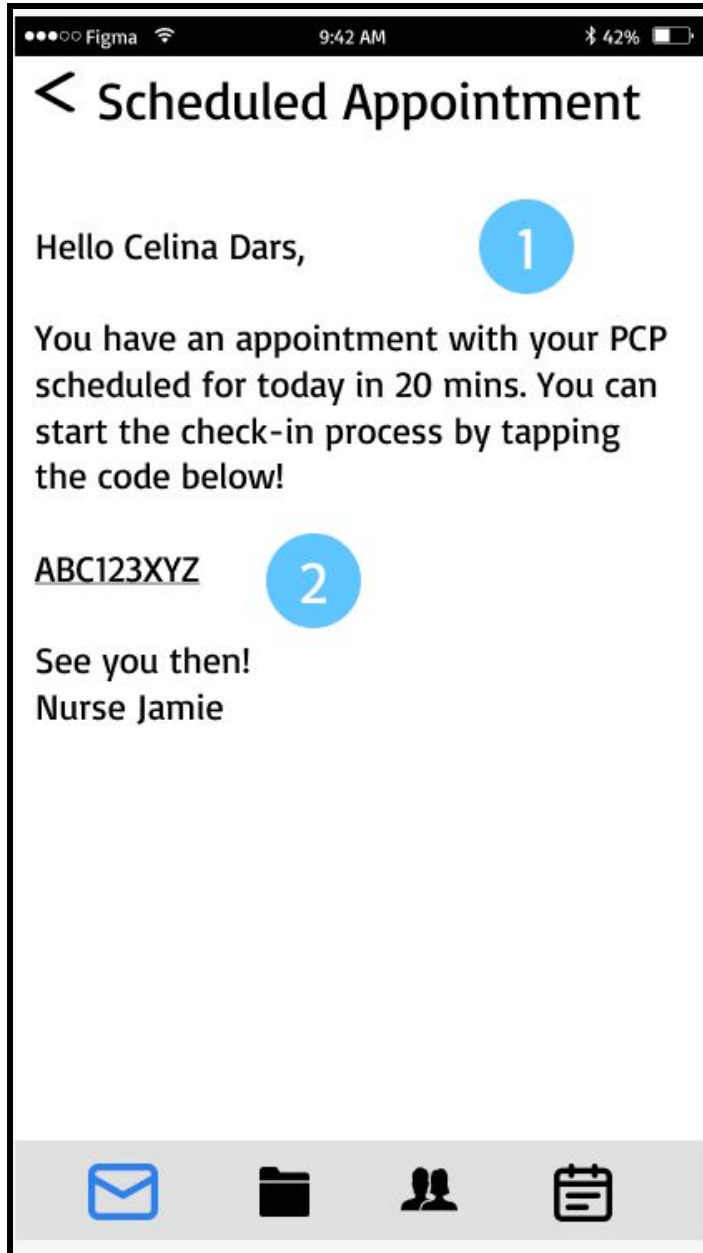 Figma 9:42 AM 42%
< Scheduled Appointment
Hello Celina Dars,
1
You have an appointment with your PCP
scheduled for today in 20 mins. You can
start the check-in process by tapping
the code below!
ABC123XYZ
2
See you then!
Nurse Jamie